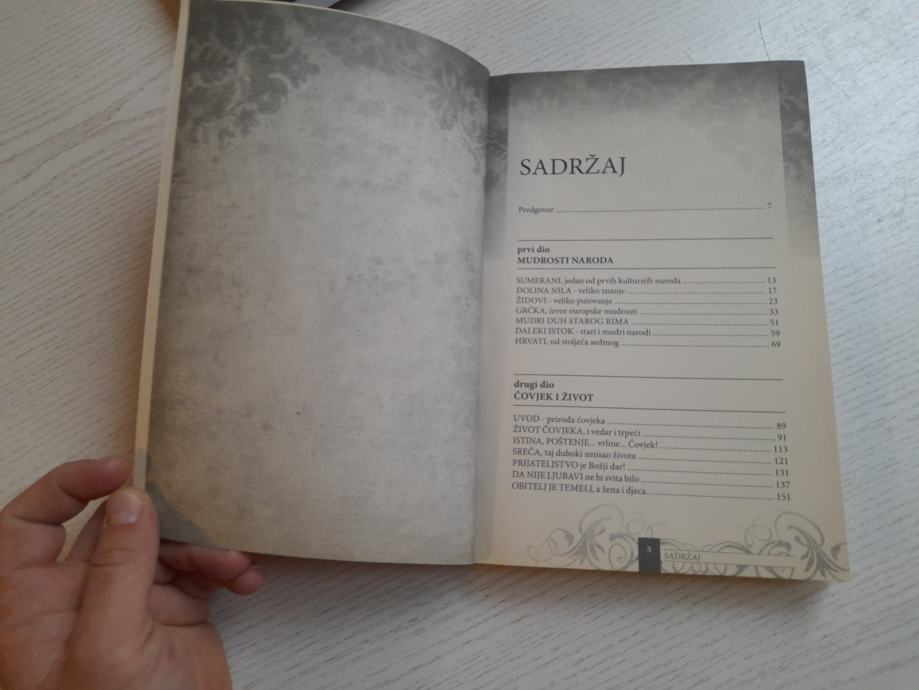 SADRŽAJ
Predgovor ........ 7
prvi dio
MUDROSTI NARODA
SUMERANI, jedan od prvih kulturnih naroda ........ 13
DOLINA NILA - veliko znanje ........ 17
ŽIDOVI - veliko putovanje ........ 23
GRČKA, izvor europske mudrosti ........ 33
MUDRI DUH STAROG RIMA ........ 51
DALEKI ISTOK - stari i mudri narodi ........ 59
HRVATI, od stoljeća sedmog ........ 69
drugi dio
ČOVJEK I ŽIVOT
UVOD - priroda čovjeka ........ 89
ŽIVOT ČOVJEKA, i vedar i trpeći ........ 91
ISTINA, POŠTENJE... vrline... Čovjek! ........ 113
SREĆA, taj duboki smisao života ........ 121
PRIJATELJSTVO je Božji dar! ........ 131
DA NIJE LJUBAVI ne bi svita bilo ........ 137
OBITELJ JE TEMELJ, a žena i djeca... ........ 151
5 SADRŽAJ